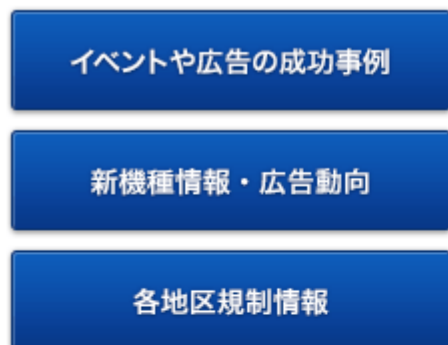 イベントや広告の成功事例
新機種情報・広告動向
各地区規制情報